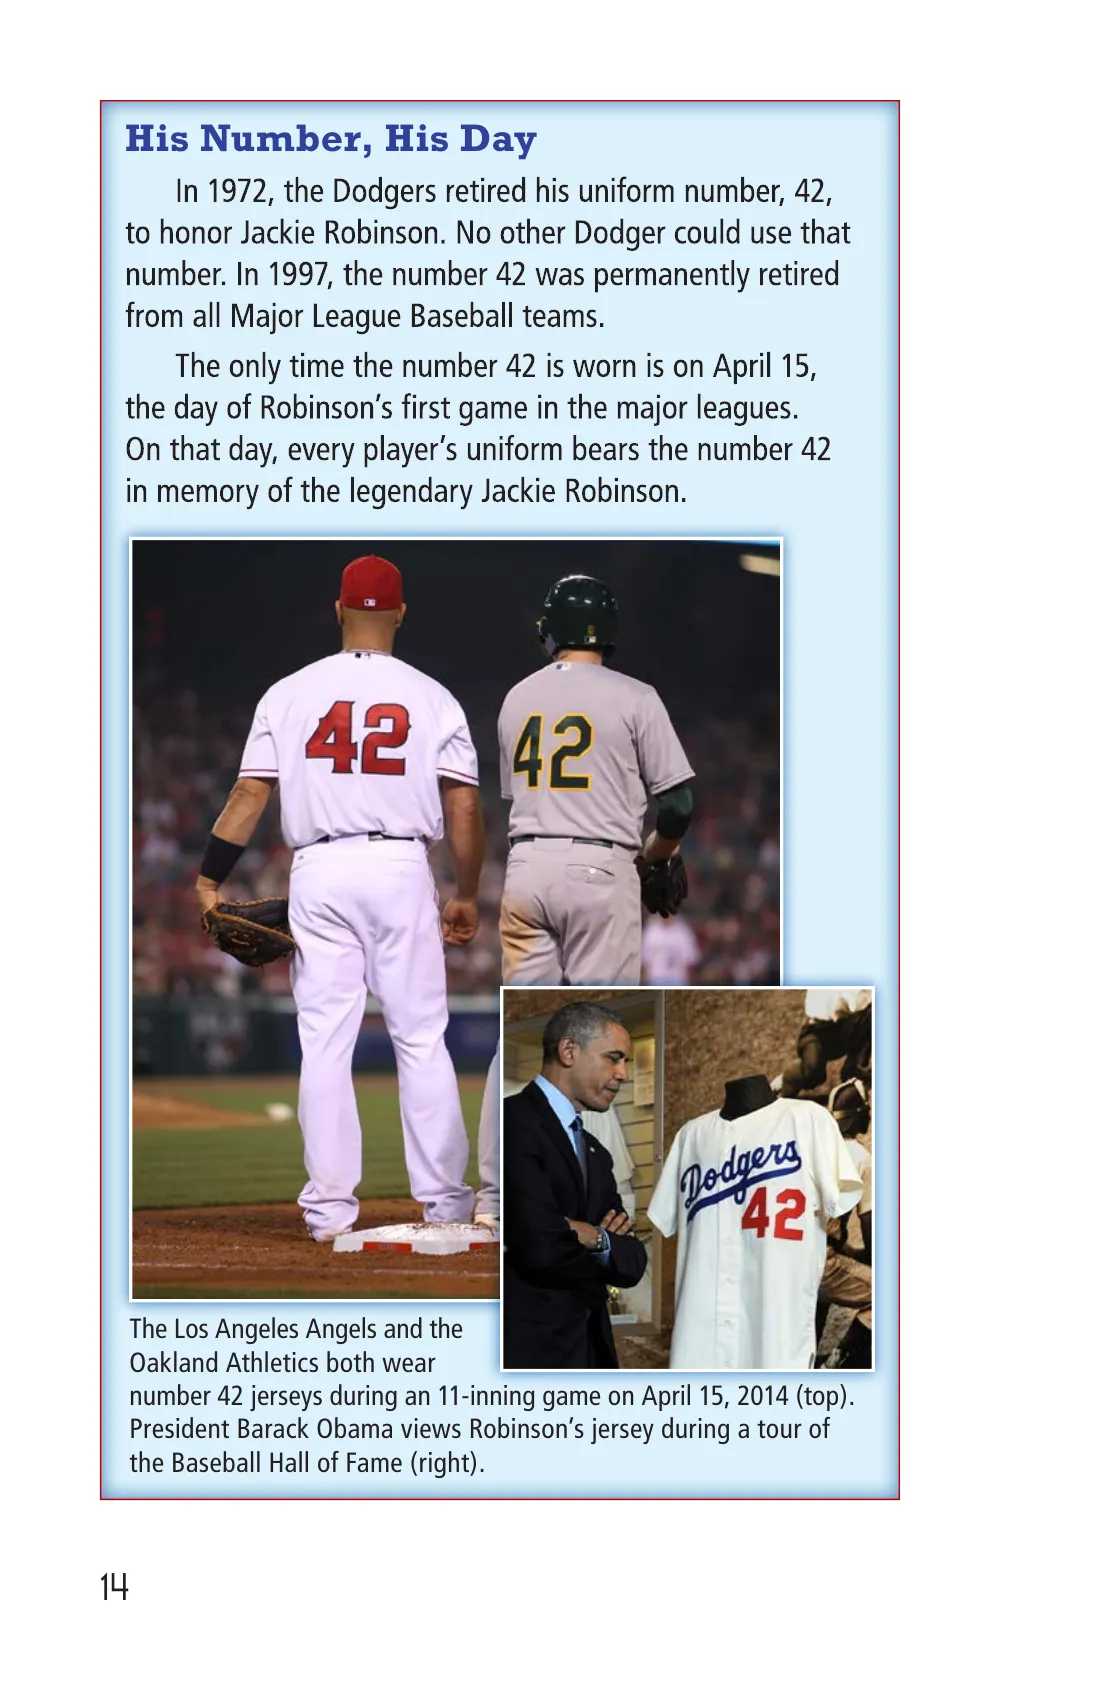 His Number, His Day
In 1972, the Dodgers retired his uniform number, 42,
to honor Jackie Robinson. No other Dodger could use that
number. In 1997, the number 42 was permanently retired
from all Major League Baseball teams.
The only time the number 42 is worn is on April 15,
the day of Robinson’s first game in the major leagues.
On that day, every player’s uniform bears the number 42
in memory of the legendary Jackie Robinson.
42
42
Dodgers
42
The Los Angeles Angels and the
Oakland Athletics both wear
number 42 jerseys during an 11-inning game on April 15, 2014 (top).
President Barack Obama views Robinson’s jersey during a tour of
the Baseball Hall of Fame (right).
14